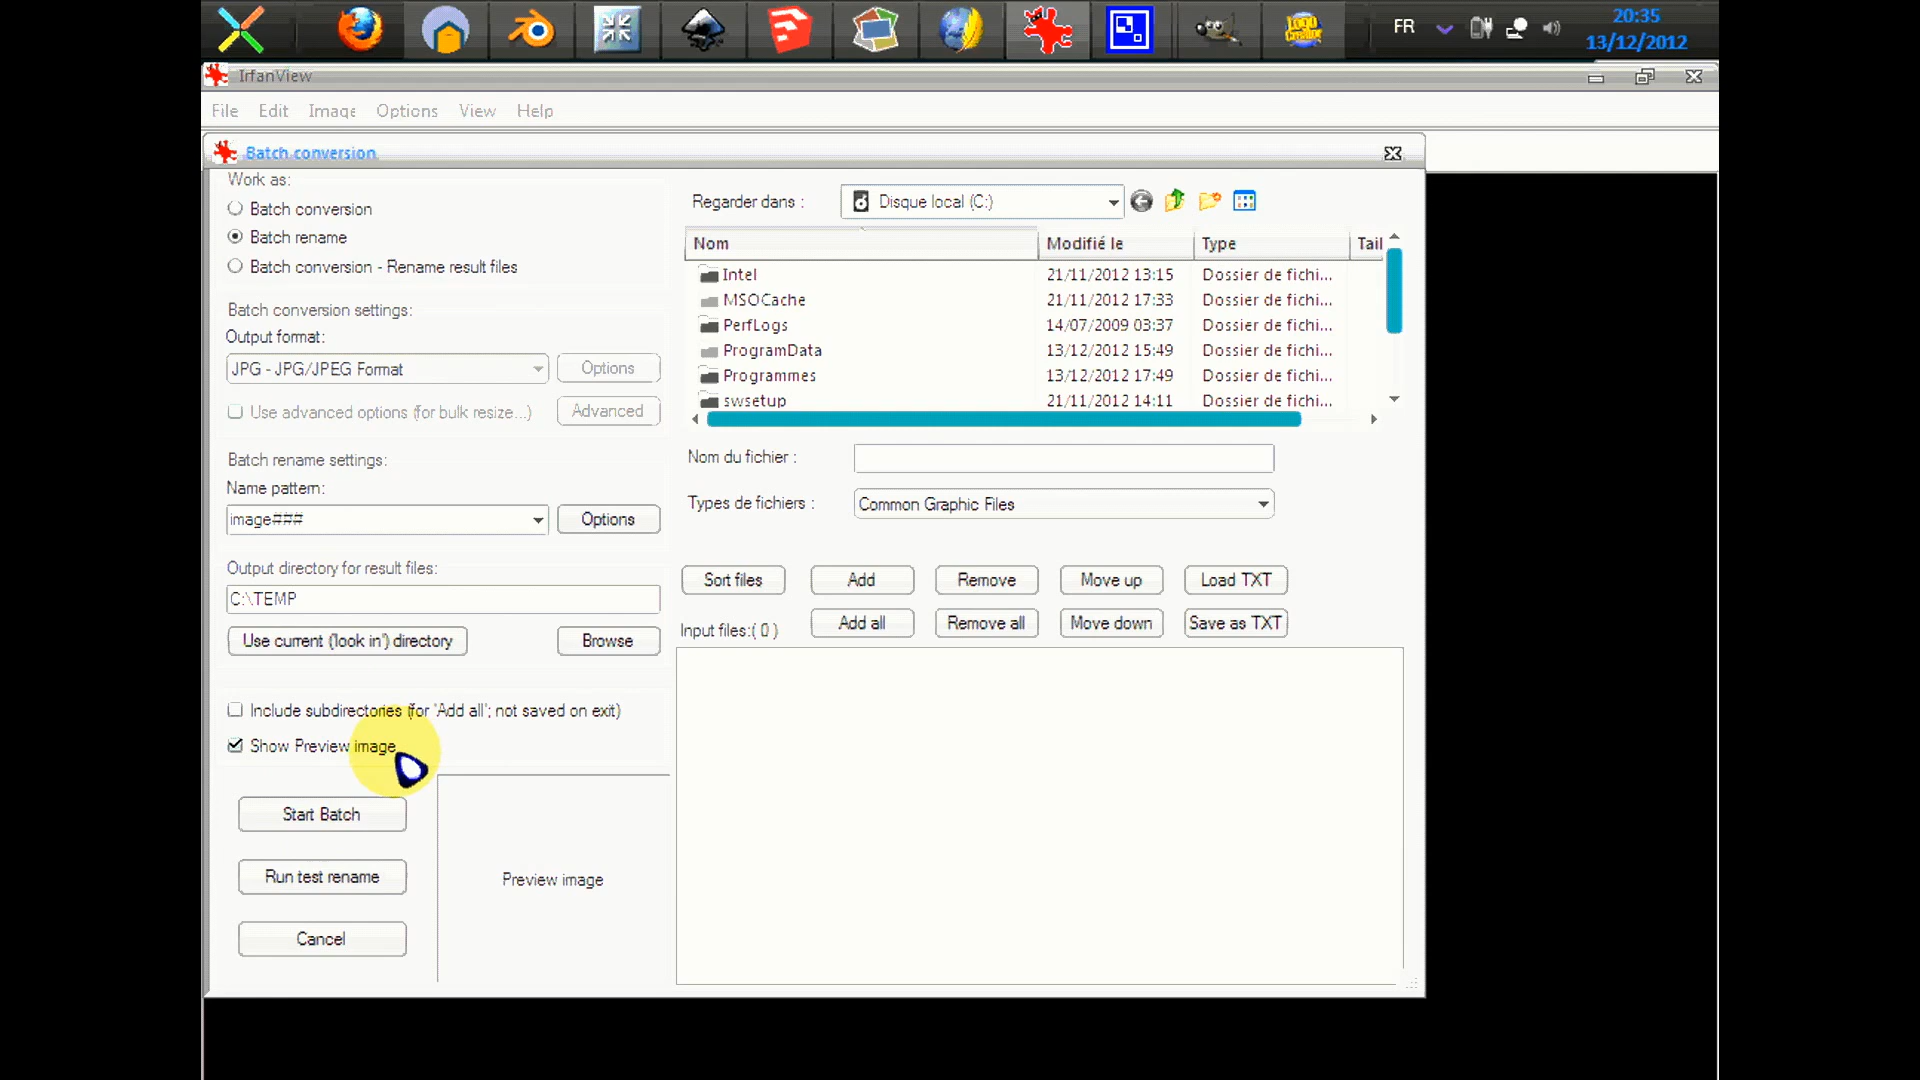 FR
20:35
13/12/2012
IrfanView
File Edit Image Options View Help
Batch conversion
Work as:
Batch conversion
Batch rename
Batch conversion - Rename result files
Batch conversion settings:
Output format:
JPG - JPG/JPEG Format
Options
Use advanced options (for bulk resize...)
Advanced
Batch rename settings:
Name pattern:
image###
Options
Output directory for result files:
C:\TEMP
Use current ('look in') directory
Browse
Include subdirectories (for 'Add all'; not saved on exit)
Show Preview image
Start Batch
Run test rename
Cancel
Preview image
Regarder dans :
Disque local (C:)
Nom Modifié le Type Tail
Intel 21/11/2012 13:15 Dossier de fichi...
MSOCache 21/11/2012 17:33 Dossier de fichi...
PerfLogs 14/07/2009 03:37 Dossier de fichi...
ProgramData 13/12/2012 15:49 Dossier de fichi...
Programmes 13/12/2012 17:49 Dossier de fichi...
swsetup 21/11/2012 14:11 Dossier de fichi...
Nom du fichier :
Types de fichiers :
Common Graphic Files
Sort files Add Remove Move up Load TXT
Input files:( 0 ) Add all Remove all Move down Save as TXT